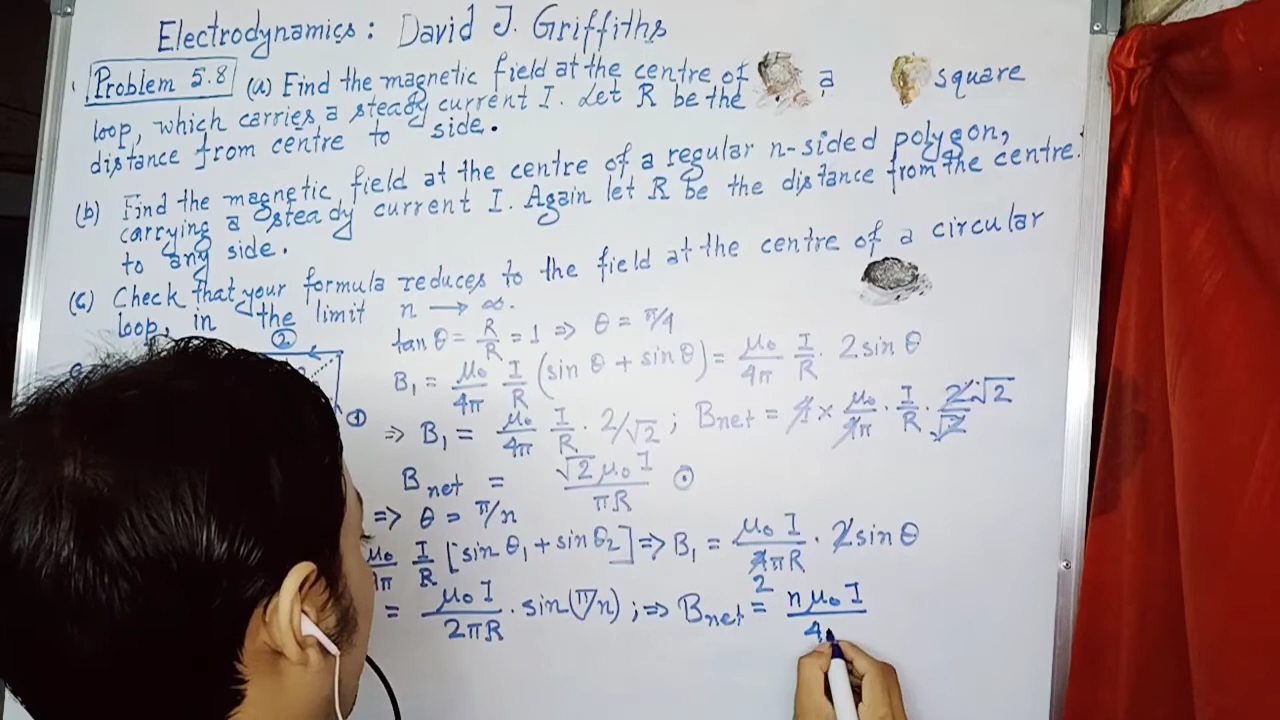 Electrodynamics: David J. Griffiths
Problem 5.8 (a) Find the magnetic field at the centre of a square
loop, which carries a steady current I. Let R be the
distance from centre to side.
(b) Find the magnetic field at the centre of a regular n-sided polygon,
carrying a steady current I. Again let R be the distance from the centre.
to any side.
(c) Check that your formula reduces to the field at the centre of a circular
loop, in the limit n → ∞.
②
①
tan θ = R/R = 1 ⇒ θ = π/4
B₁ = μ₀/4π I/R (sin θ + sin θ) = μ₀/4π I/R · 2 sin θ
⇒ B₁ = μ₀/4π I/R · 2/√2 ; Bnet = 4 × μ₀/4π · I/R · 2√2/√2
Bnet = √2 μ₀ I/πR ⊙
⇒ θ = π/n
I/R [sin θ₁ + sin θ₂] ⇒ B₁ = μ₀ I/4πR · 2 sin θ
2
= μ₀ I/2πR · sin(π/n) ; ⇒ Bnet = n μ₀ I/4